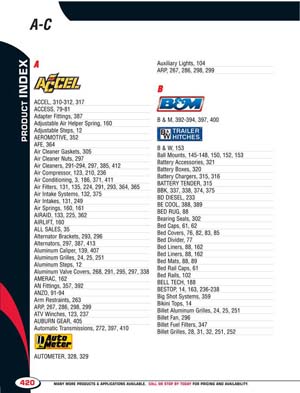 A-C
PRODUCT INDEX
A
ACCEL
ACCEL, 310-312, 317
ACCESS, 79-81
Adapter Fittings, 387
Adjustable Air Helper Spring, 160
Adjustable Steps, 12
AEROMOTIVE, 352
AFE, 364
Air Cleaner Gaskets, 305
Air Cleaner Nuts, 297
Air Cleaners, 291-294, 297, 385, 412
Air Compressor, 123, 210, 236
Air Conditioning, 3, 186, 371, 411
Air Filters, 131, 135, 224, 291, 293, 364, 365
Air Intake Systems, 132, 375
Air Intakes, 131, 249
Air Springs, 160, 161
AIRAID, 133, 225, 362
AIRLIFT, 160
ALL SALES, 35
Alternator Brackets, 293, 296
Alternators, 297, 387, 413
Aluminum Caliper, 139, 407
Aluminum Grilles, 24, 25, 251
Aluminum Steps, 12
Aluminum Valve Covers, 268, 291, 295, 297, 338
AMERAC, 162
AN Fittings, 357, 392
ANZO, 91-94
Arm Restraints, 263
ARP, 267, 286, 298, 299
ATV Winches, 123, 237
AUBURN GEAR, 405
Automatic Transmissions, 272, 397, 410
Auto Meter
AUTOMETER, 328, 329
Auxiliary Lights, 104
ARP, 267, 286, 298, 299
B
B&M
B & M, 392-394, 397, 400
B&W TRAILER HITCHES
B & W, 153
Ball Mounts, 145-148, 150, 152, 153
Battery Accessories, 321
Battery Boxes, 320
Battery Chargers, 315, 316
BATTERY TENDER, 315
BBK, 337, 338, 374, 375
BD DIESEL, 233
BE COOL, 388, 389
BED RUG, 88
Bearing Seals, 302
Bed Caps, 61, 62
Bed Covers, 76, 82, 83, 85
Bed Divider, 77
Bed Liners, 88, 162
Bed Liners, 88, 162
Bed Mats, 88, 89
Bed Rail Caps, 61
Bed Rails, 102
BELL TECH, 188
BESTOP, 14, 163, 236-238
Big Shot Systems, 359
Bikini Tops, 14
Billet Aluminum Grilles, 24, 25, 251
Billet Fan, 296
Billet Fuel Filters, 347
Billet Grilles, 28, 31, 32, 251, 252
420
MANY MORE PRODUCTS & APPLICATIONS AVAILABLE. CALL OR STOP BY TODAY FOR PRICING AND AVAILABILITY